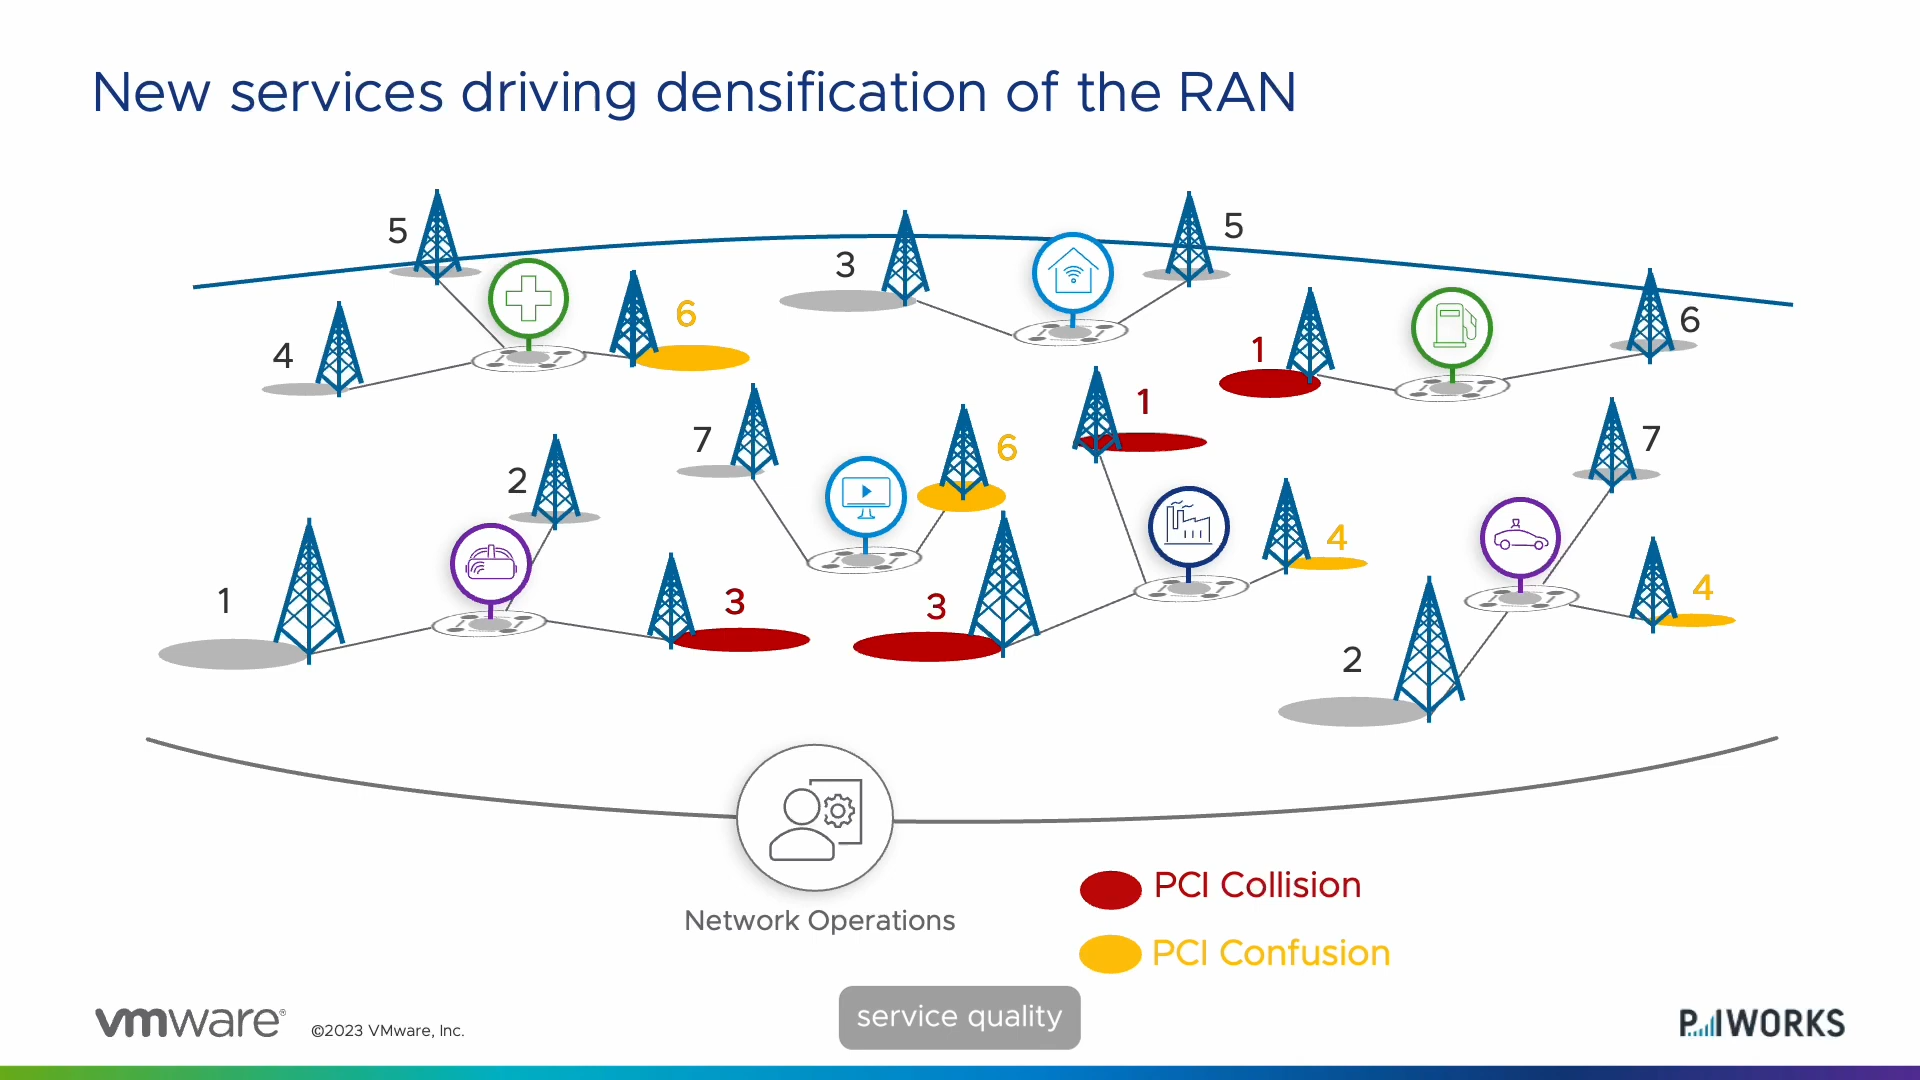 New services driving densification of the RAN
5
3
5
4
6
1
6
7
6
1
7
2
4
1
3
3
4
2
Network Operations
PCI Collision
PCI Confusion
service quality
vmware®
©2023 VMware, Inc.
P.I WORKS